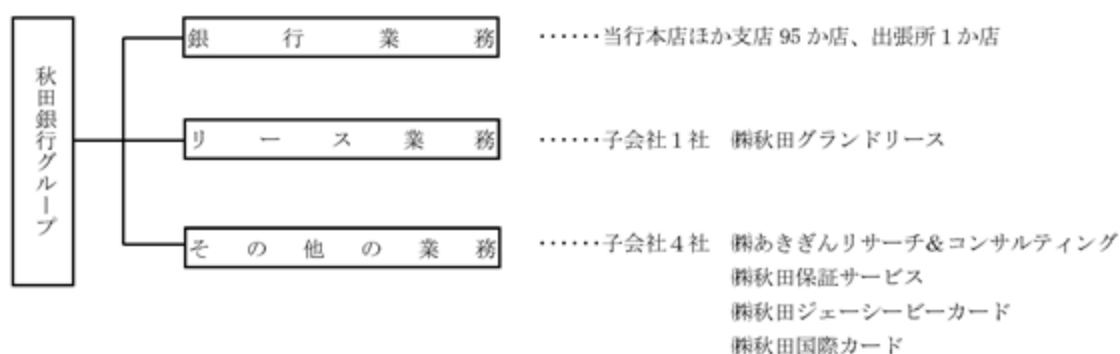 秋田銀行グループ
銀行業務 ……当行本店ほか支店 95 か店、出張所 1 か店
リース業務 ……子会社 1 社 ㈱秋田グランドリース
その他の業務 ……子会社 4 社 ㈱あきぎんリサーチ&コンサルティング
㈱秋田保証サービス
㈱秋田ジェーシービーカード
㈱秋田国際カード